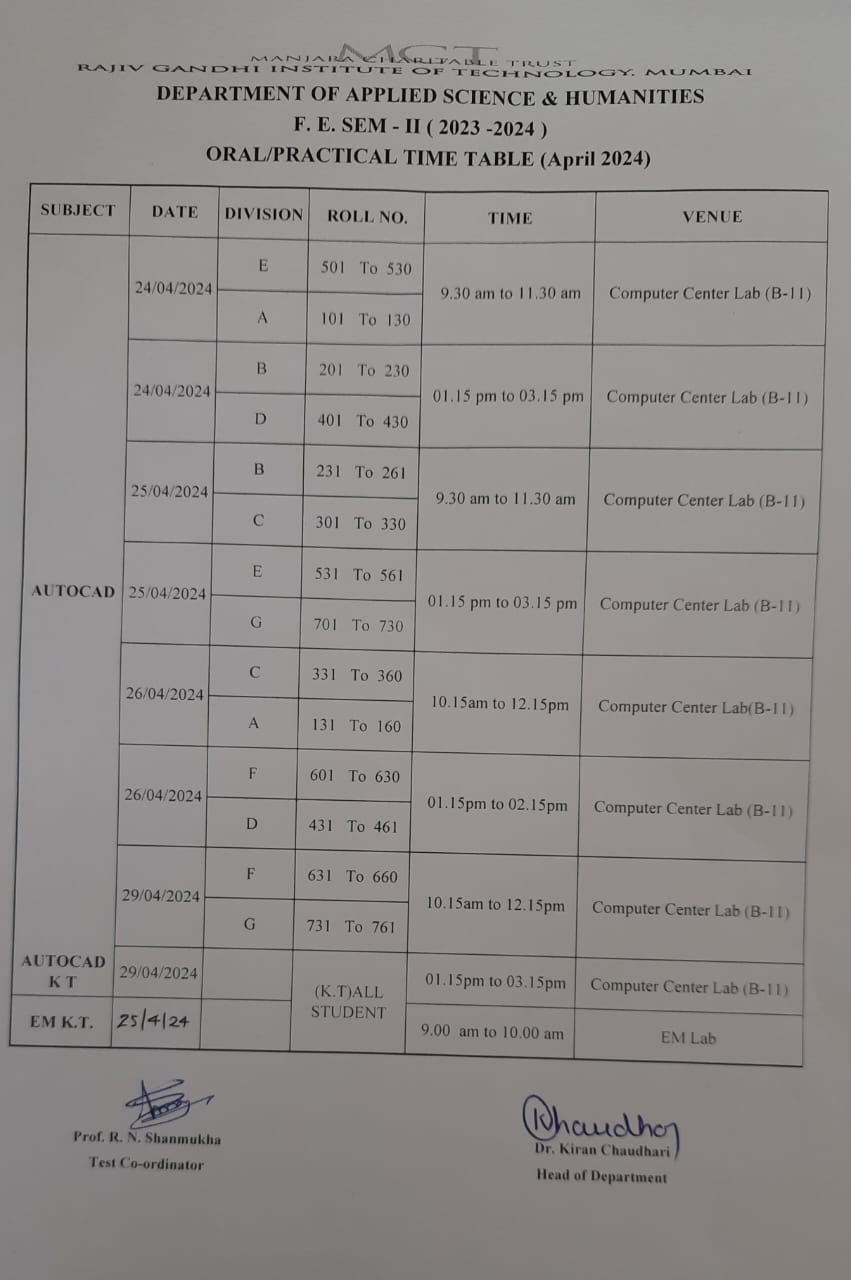 MCT
MANJARA CHARITABLE TRUST
RAJIV GANDHI INSTITUTE OF TECHNOLOGY, MUMBAI
DEPARTMENT OF APPLIED SCIENCE & HUMANITIES
F. E. SEM - II ( 2023 -2024 )
ORAL/PRACTICAL TIME TABLE (April 2024)
SUBJECT DATE DIVISION ROLL NO. TIME VENUE
AUTOCAD 24/04/2024 E 501 To 530 9.30 am to 11.30 am Computer Center Lab (B-11)
A 101 To 130
24/04/2024 B 201 To 230 01.15 pm to 03.15 pm Computer Center Lab (B-11)
D 401 To 430
25/04/2024 B 231 To 261 9.30 am to 11.30 am Computer Center Lab (B-11)
C 301 To 330
25/04/2024 E 531 To 561 01.15 pm to 03.15 pm Computer Center Lab (B-11)
G 701 To 730
26/04/2024 C 331 To 360 10.15am to 12.15pm Computer Center Lab(B-11)
A 131 To 160
26/04/2024 F 601 To 630 01.15pm to 02.15pm Computer Center Lab (B-11)
D 431 To 461
29/04/2024 F 631 To 660 10.15am to 12.15pm Computer Center Lab (B-11)
G 731 To 761
AUTOCAD
K T 29/04/2024 (K.T)ALL 01.15pm to 03.15pm Computer Center Lab (B-11)
STUDENT
EM K.T. 25/4/24 9.00 am to 10.00 am EM Lab
Kchaudhari
Prof. R. N. Shanmukha Dr. Kiran Chaudhari
Test Co-ordinator Head of Department